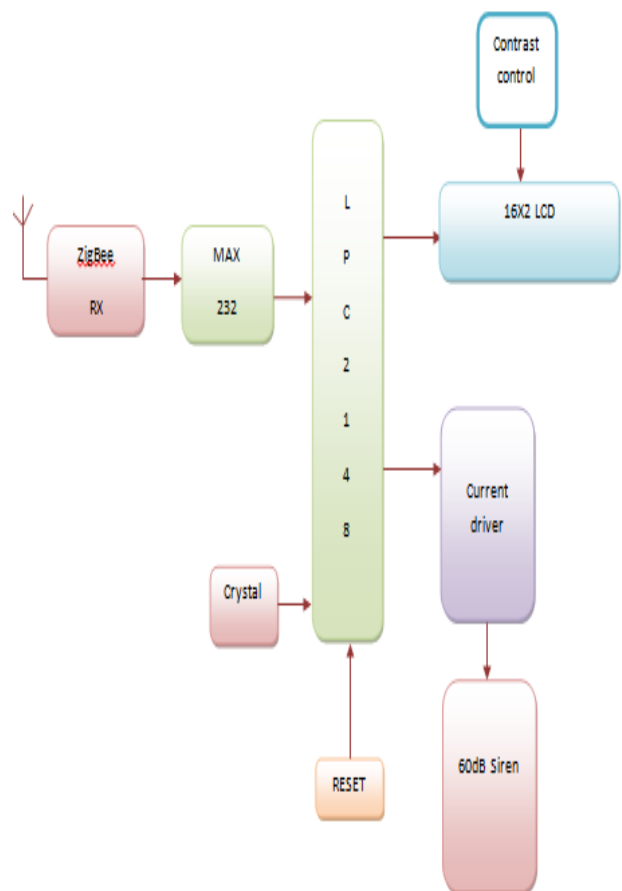 Contrast
control
16X2 LCD
ZigBee
RX
MAX
232
L
P
C
2
1
4
8
Current
driver
Crystal
60dB Siren
RESET